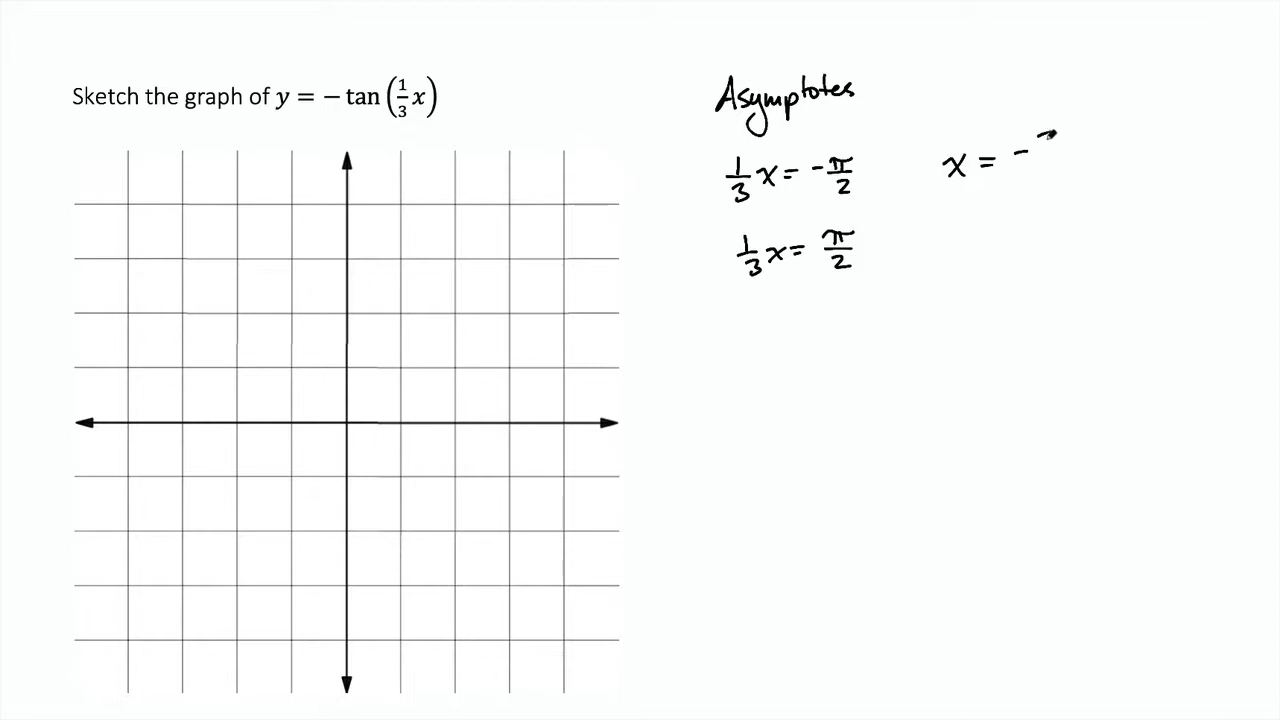 Sketch the graph of y = − tan (1/3 x)
Asymptotes
1/3 x = - π/2
x = -
1/3 x = π/2